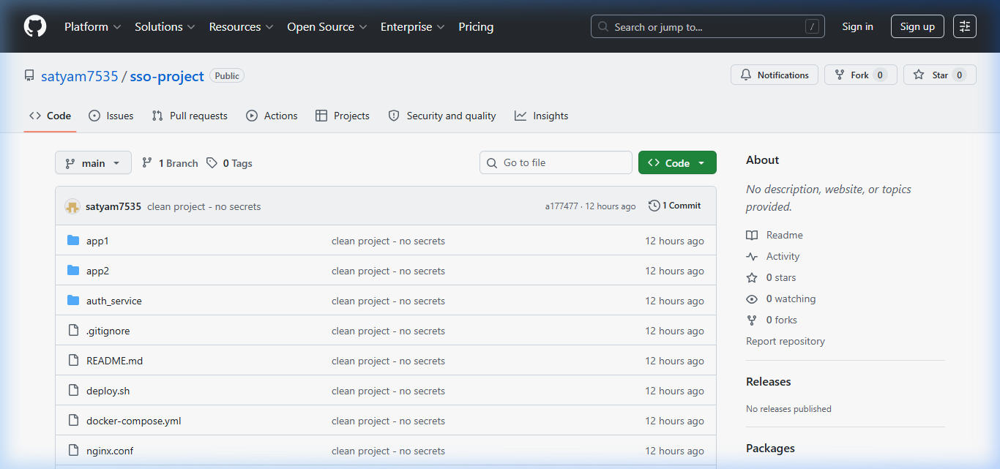 Platform Solutions Resources Open Source Enterprise Pricing Search or jump to... / Sign in Sign up
satyam7535 / sso-project Public Notifications Fork 0 Star 0
Code Issues Pull requests Actions Projects Security and quality Insights
main 1 Branch 0 Tags Go to file Code
satyam7535 clean project - no secrets a177477 · 12 hours ago 1 Commit
app1 clean project - no secrets 12 hours ago
app2 clean project - no secrets 12 hours ago
auth_service clean project - no secrets 12 hours ago
.gitignore clean project - no secrets 12 hours ago
README.md clean project - no secrets 12 hours ago
deploy.sh clean project - no secrets 12 hours ago
docker-compose.yml clean project - no secrets 12 hours ago
nginx.conf clean project - no secrets 12 hours ago
About
No description, website, or topics
provided.
Readme
Activity
0 stars
0 watching
0 forks
Report repository
Releases
No releases published
Packages